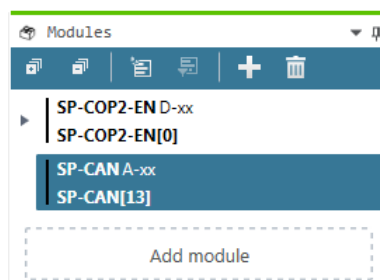 Modules
SP-COP2-EN D-xx
SP-COP2-EN[0]
SP-CAN A-xx
SP-CAN[13]
Add module